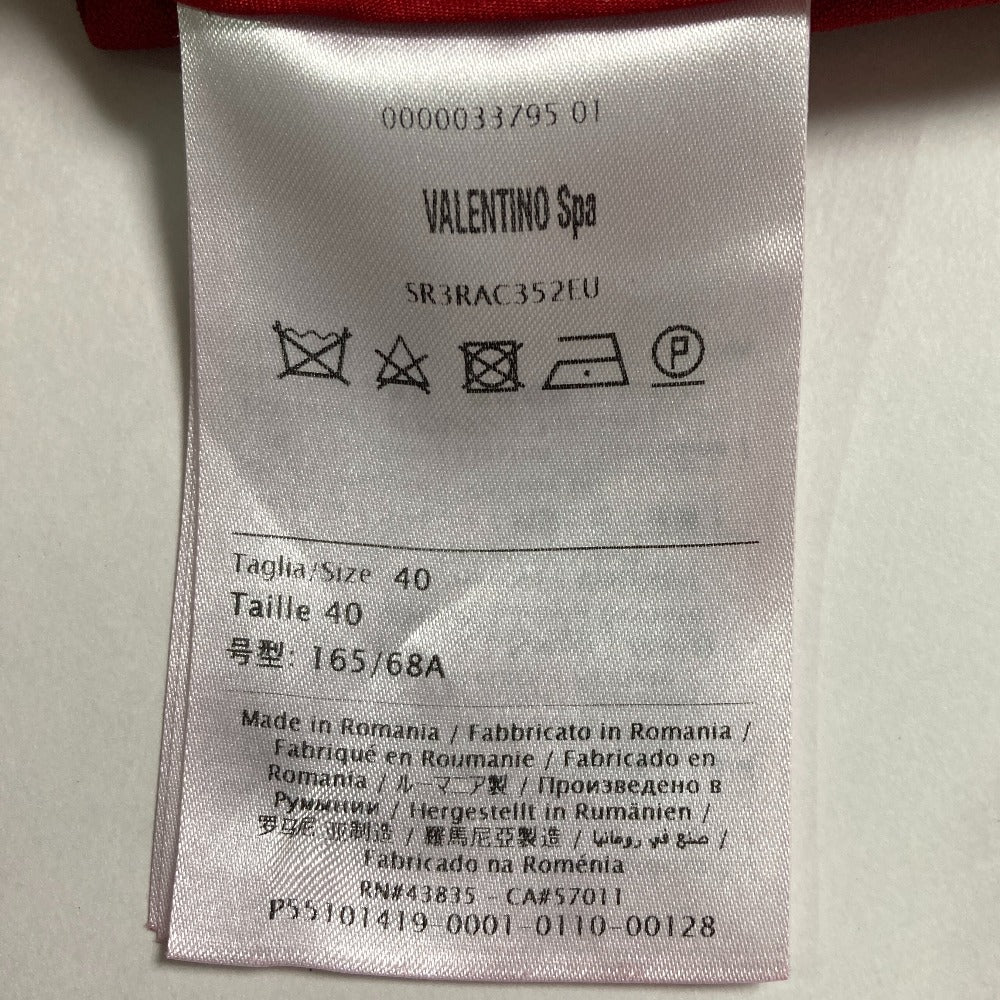 0000033795 01
VALENTINO Spa
SR3RAC352EU
P
Taglia/Size 40
Taille 40
号型: 165/68A
Made in Romania / Fabbricato in Romania /
Fabriqué en Roumanie / Fabricado en
Romania / ルーマニア製 / Произведено в
Румынии / Hergestellt in Rumänien /
罗马尼亚制造 / 羅馬尼亞製造 / صنع في رومانيا /
Fabricado na Roménia
RN#43835 - CA#57011
P55101419-0001-0110-00128